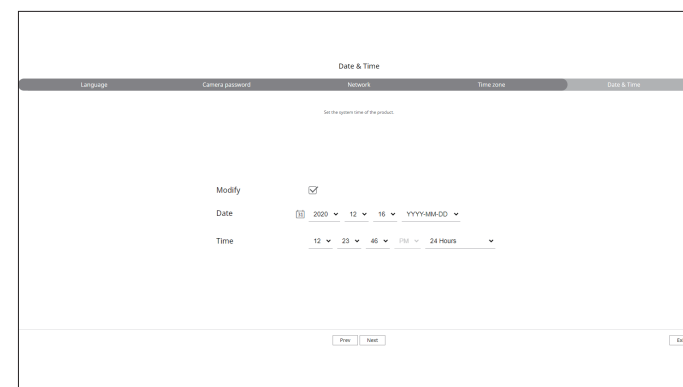 Date & Time
Language Camera password Network Time zone Date & Time
Set the system time of the product.
Modify
Date 31 2020 12 16 YYYY-MM-DD
Time 12 23 46 PM 24 Hours
Prev Next